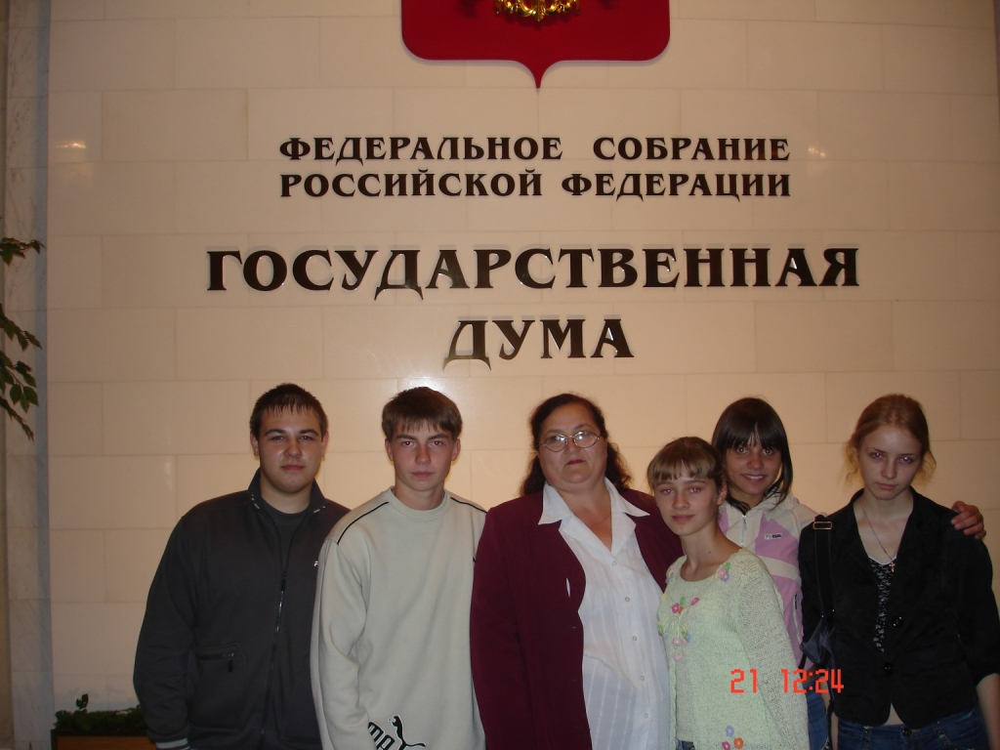 ФЕДЕРАЛЬНОЕ СОБРАНИЕ
РОССИЙСКОЙ ФЕДЕРАЦИИ
ГОСУДАРСТВЕННАЯ
ДУМА
21 12:24